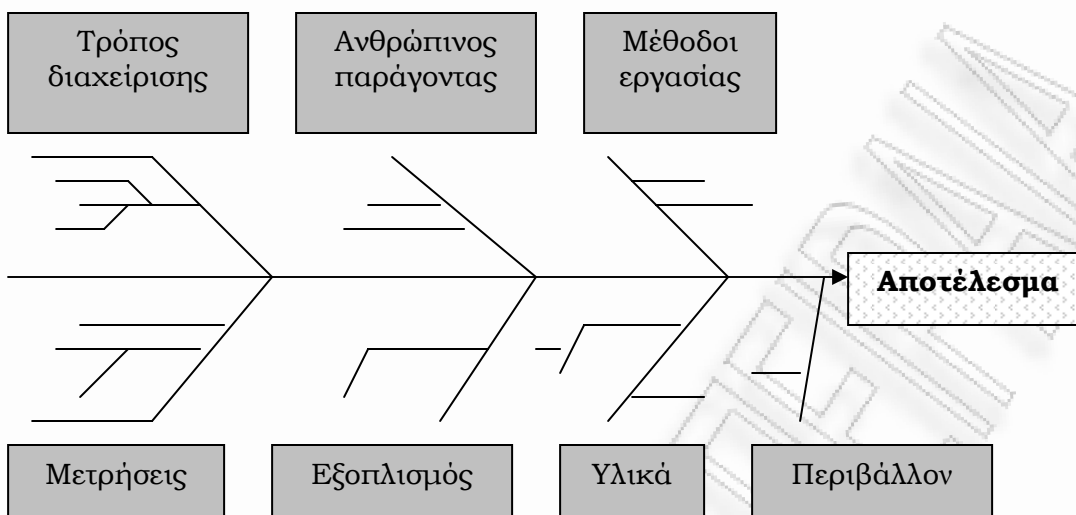 Τρόπος
διαχείρισης
Ανθρώπινος
παράγοντας
Μέθοδοι
εργασίας
Αποτέλεσμα
Μετρήσεις
Εξοπλισμός
Υλικά
Περιβάλλον